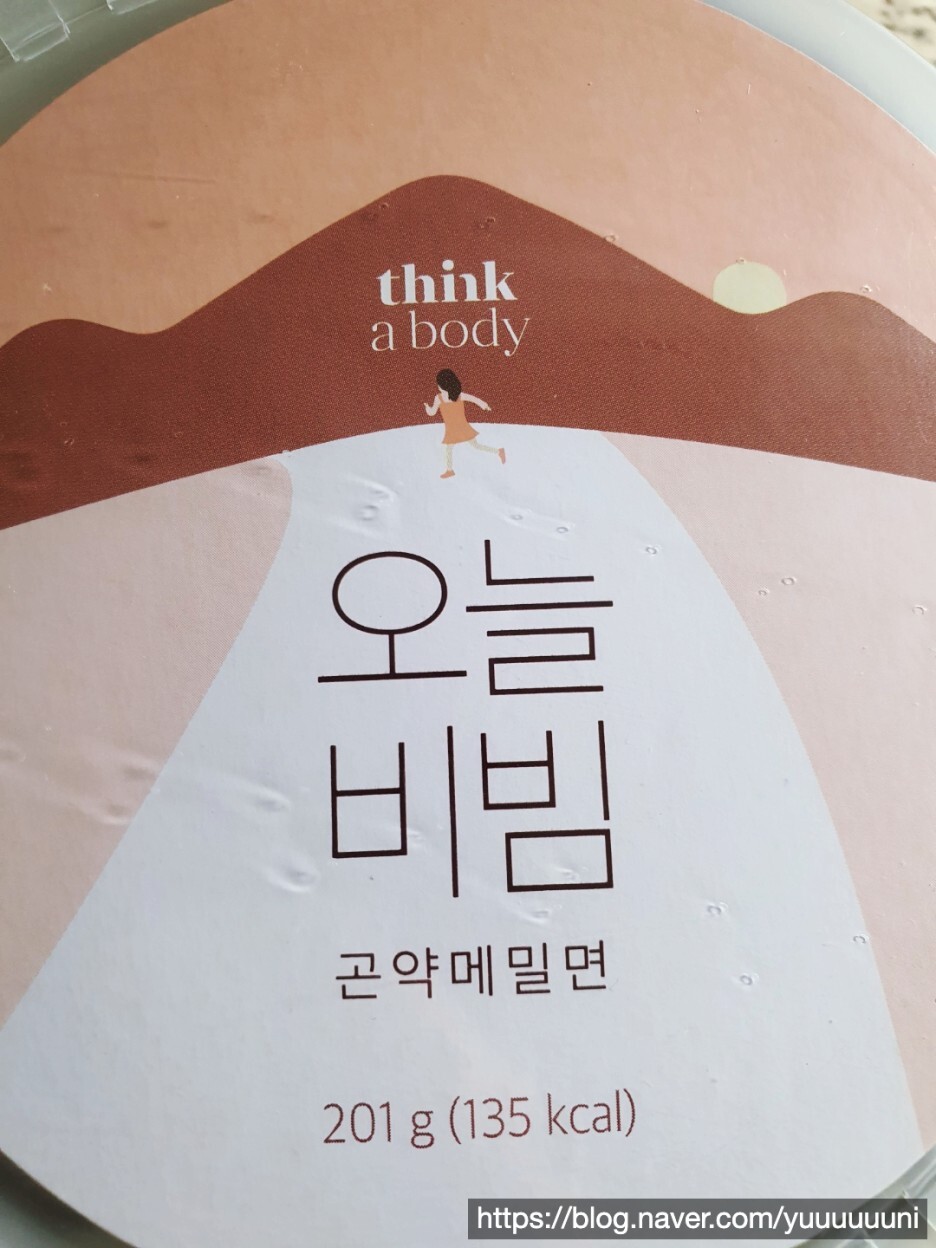 think
a body
오늘
비빔
곤약메밀면
201 g (135 kcal)
https://blog.naver.com/yuuuuuuni